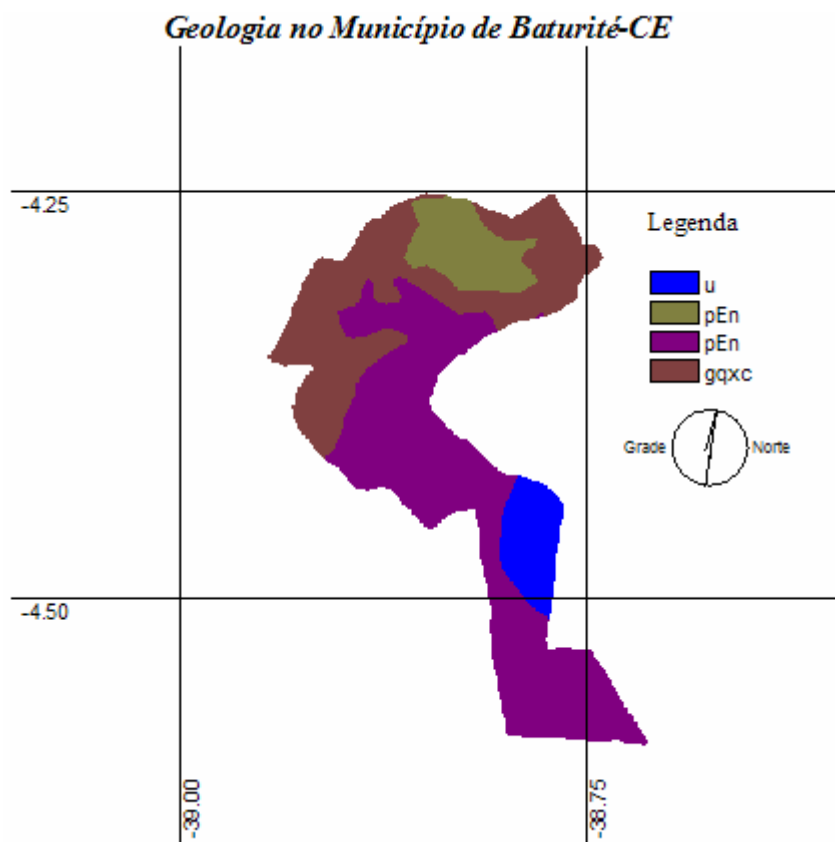 Geologia no Município de Baturité-CE
-4.25
Legenda
u
pEn
pEn
gqxc
Grade
Norte
-4.50
-39.00
-38.75